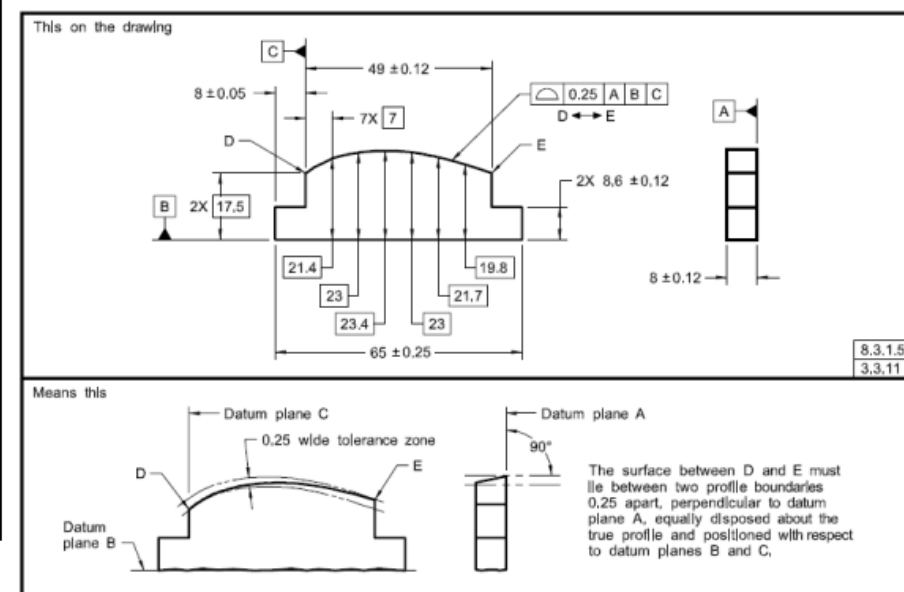 This on the drawing
C
49 ±0.12
8 ±0.05
0.25 A B C
D E
7X 7
A
D
E
2X 8,6 ±0,12
B 2X 17,5
21.4
19.8
8 ±0.12
23
21,7
23,4
23
65 ±0,25
8.3.1.5
3,3,11
Means this
Datum plane C
Datum plane A
0,25 wide tolerance zone
90°
D
E
The surface between D and E must
lie between two profile boundaries
0,25 apart, perpendicular to datum
plane A, equally disposed about the
true profile and positioned with respect
to datum planes B and C,
Datum
plane B